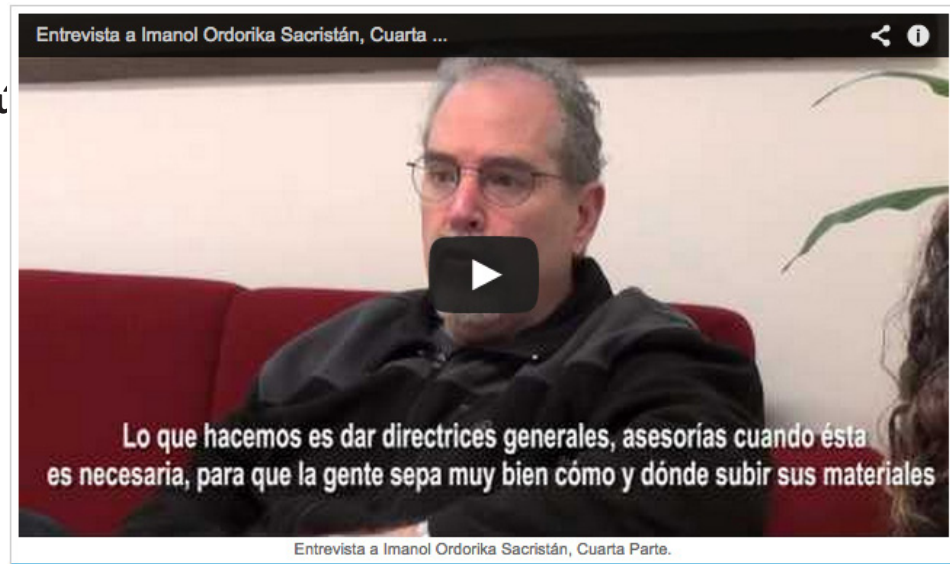 Entrevista a Imanol Ordorika Sacristán, Cuarta ...
Lo que hacemos es dar directrices generales, asesorías cuando ésta
es necesaria, para que la gente sepa muy bien cómo y dónde subir sus materiales
Entrevista a Imanol Ordorika Sacristán, Cuarta Parte.